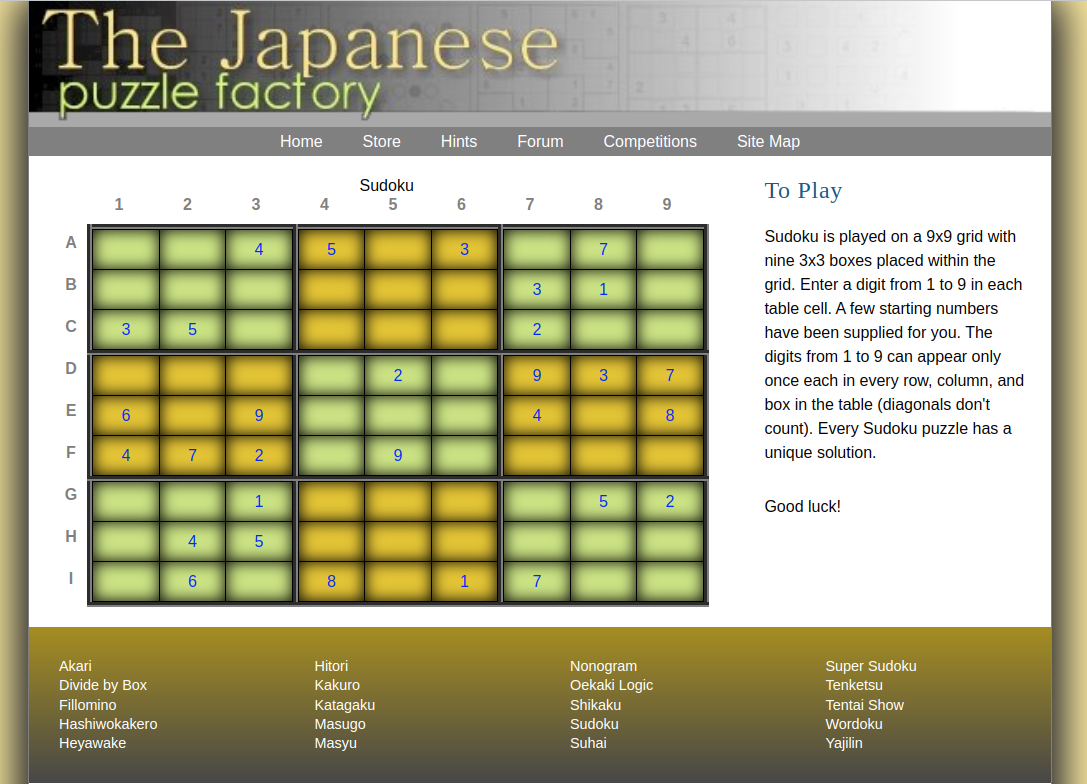 The Japanese
puzzle factory
Home Store Hints Forum Competitions Site Map
Sudoku
1 2 3 4 5 6 7 8 9
A 4 5 3 7
B 3 1
C 3 5 2
D 2 9 3 7
E 6 9 4 8
F 4 7 2 9
G 1 5 2
H 4 5
I 6 8 1 7
To Play
Sudoku is played on a 9x9 grid with
nine 3x3 boxes placed within the
grid. Enter a digit from 1 to 9 in each
table cell. A few starting numbers
have been supplied for you. The
digits from 1 to 9 can appear only
once each in every row, column, and
box in the table (diagonals don't
count). Every Sudoku puzzle has a
unique solution.
Good luck!
Akari
Divide by Box
Fillomino
Hashiwokakero
Heyawake
Hitori
Kakuro
Katagaku
Masugo
Masyu
Nonogram
Oekaki Logic
Shikaku
Sudoku
Suhai
Super Sudoku
Tenketsu
Tentai Show
Wordoku
Yajilin